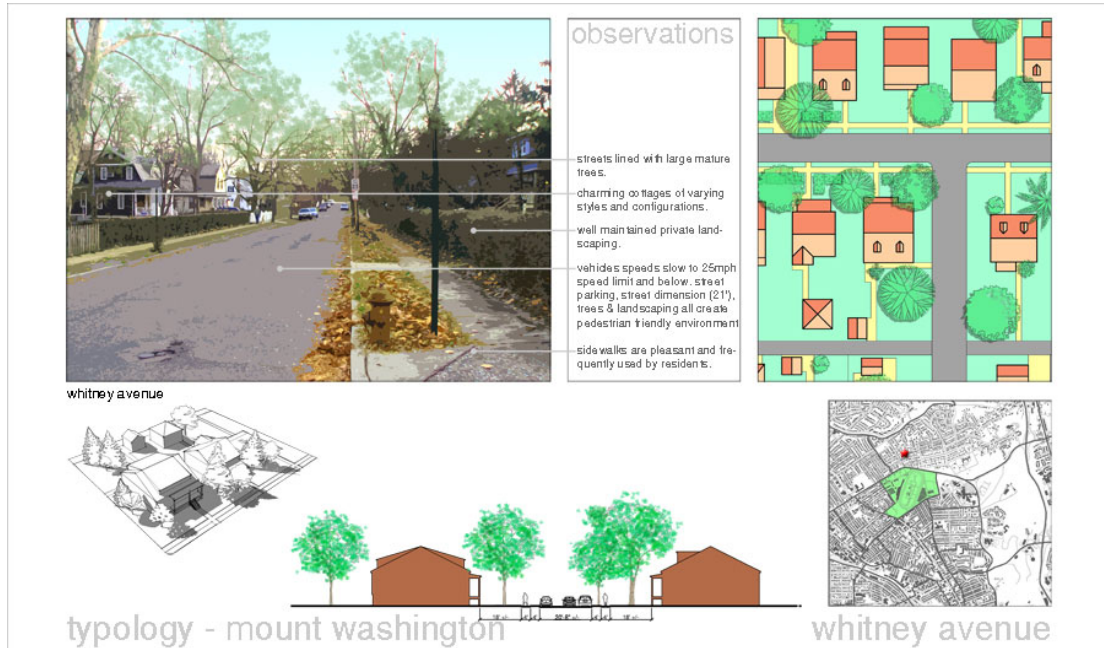 observations
streets lined with large mature
trees.
charming cottages of varying
styles and configurations.
well maintained private land-
scaping.
vehicles speeds slow to 25mph
speed limit and below. street
parking, street dimension (21'),
trees & landscaping all create
pedestrian friendly environment
sidewalks are pleasant and fre-
quently used by residents.
whitney avenue
typology - mount washington
whitney avenue